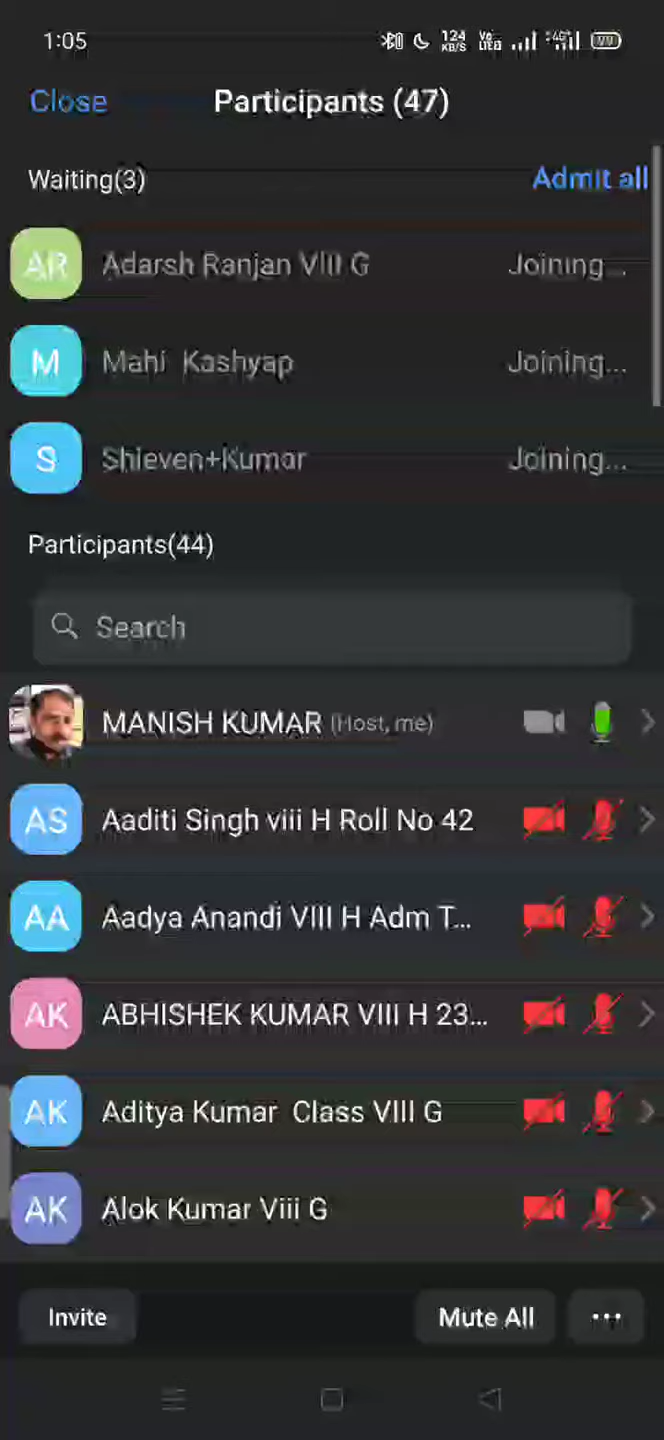 1:05
124 KB/S
Close
Participants (47)
Waiting(3)
Admit all
AR
Adarsh Ranjan VIII G
Joining...
M
Mahi Kashyap
Joining...
S
Shieven+Kumar
Joining...
Participants(44)
Search
MANISH KUMAR (Host, me)
AS
Aaditi Singh viii H Roll No 42
AA
Aadya Anandi VIII H Adm T...
AK
ABHISHEK KUMAR VIII H 23...
AK
Aditya Kumar Class VIII G
AK
Alok Kumar Viii G
Invite
Mute All